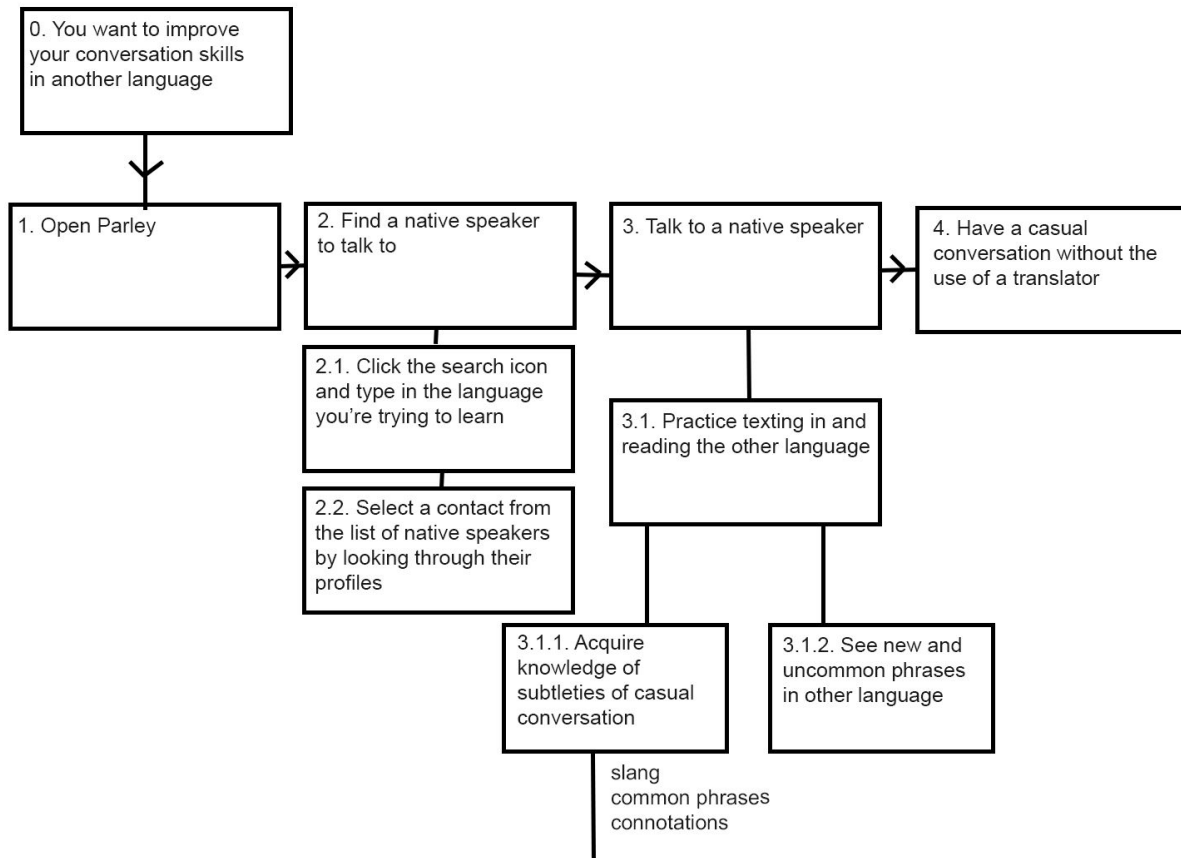 0. You want to improve
your conversation skills
in another language
1. Open Parley
2. Find a native speaker
to talk to
3. Talk to a native speaker
4. Have a casual
conversation without the
use of a translator
2.1. Click the search icon
and type in the language
you’re trying to learn
2.2. Select a contact from
the list of native speakers
by looking through their
profiles
3.1. Practice texting in and
reading the other language
3.1.1. Acquire
knowledge of
subtleties of casual
conversation
3.1.2. See new and
uncommon phrases
in other language
slang
common phrases
connotations